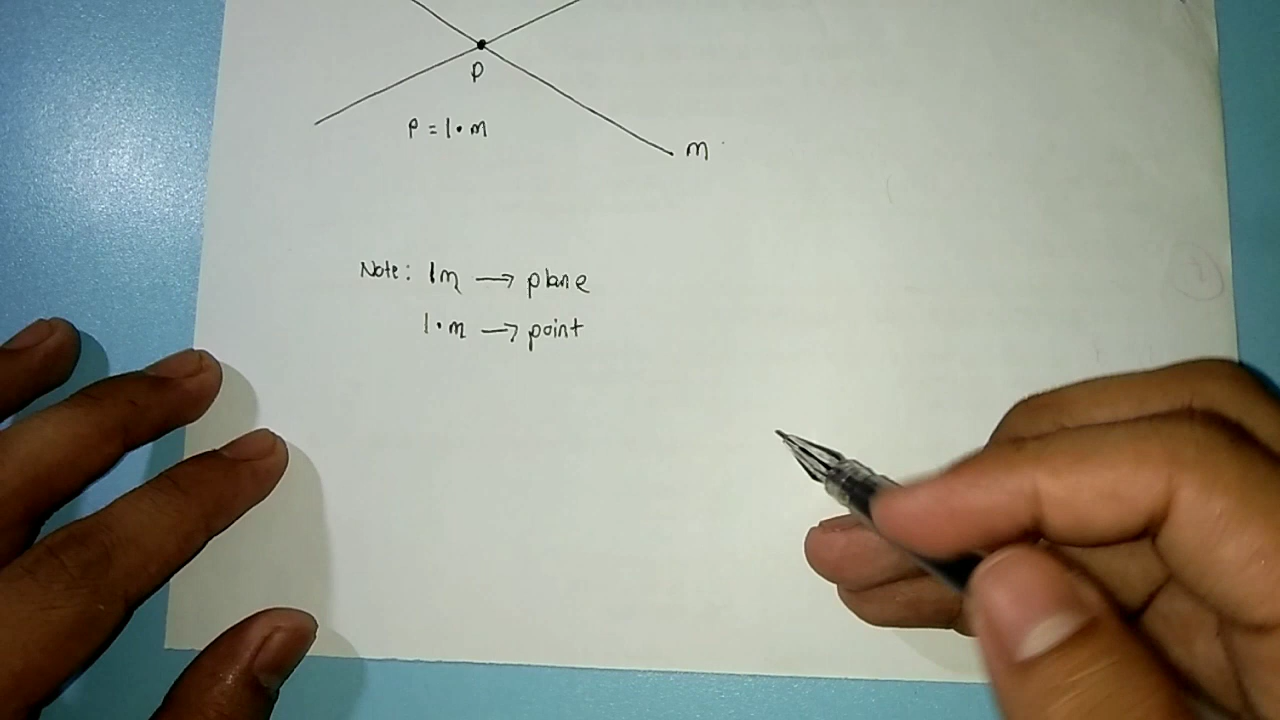 P
P = l • m
m
Note: lm → plane
l • m → point